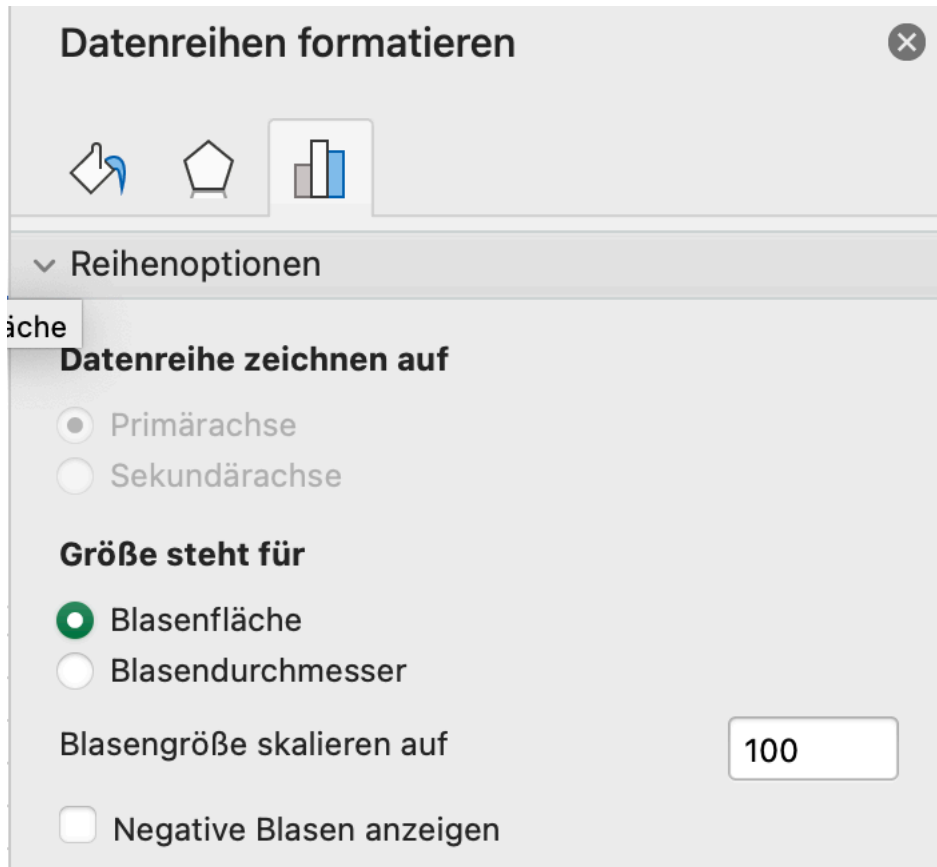 Datenreihen formatieren
Reihenoptionen
äche
Datenreihe zeichnen auf
Primärachse
Sekundärachse
Größe steht für
Blasenfläche
Blasendurchmesser
Blasengröße skalieren auf 100
Negative Blasen anzeigen